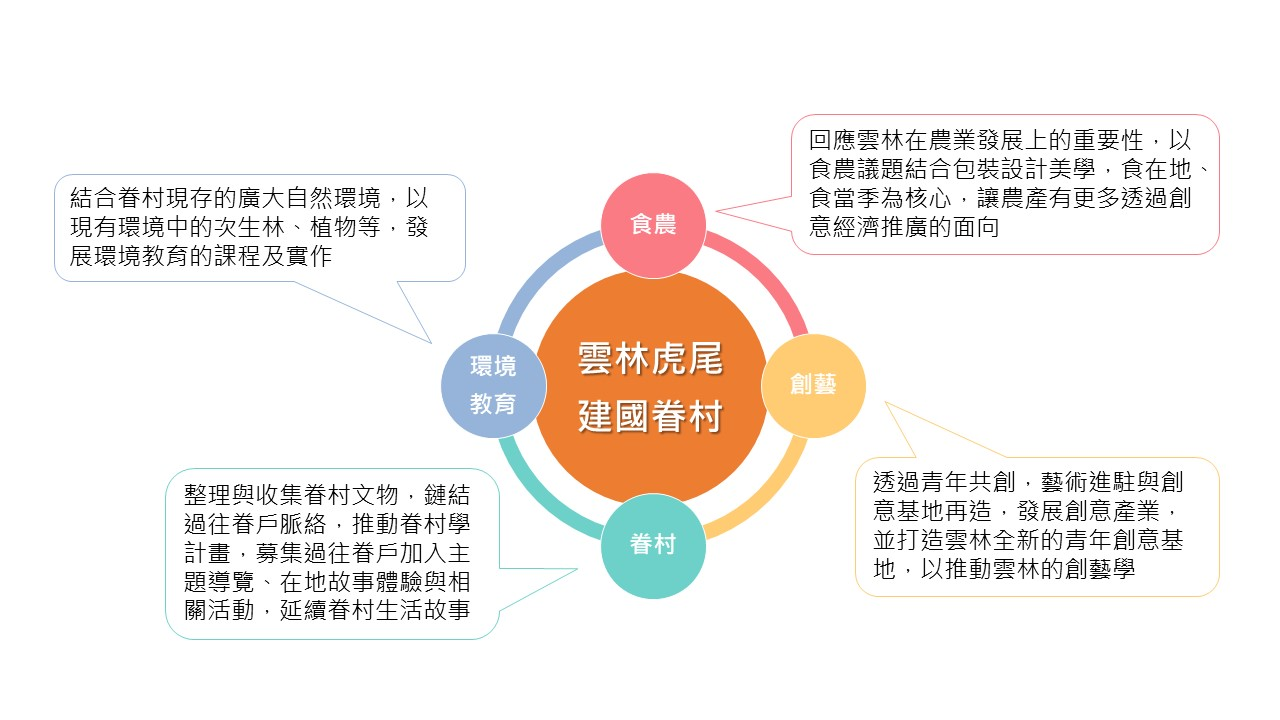 回應雲林在農業發展上的重要性，以
食農議題結合包裝設計美學，食在地、
食當季為核心，讓農產有更多透過創
意經濟推廣的面向
結合眷村現存的廣大自然環境，以
現有環境中的次生林、植物等，發
展環境教育的課程及實作
食農
環境
教育
雲林虎尾
建國眷村
創藝
眷村
整理與收集眷村文物，鏈結
過往眷戶脈絡，推動眷村學
計畫，募集過往眷戶加入主
題導覽、在地故事體驗與相
關活動，延續眷村生活故事
透過青年共創，藝術進駐與創
意基地再造，發展創意產業，
並打造雲林全新的青年創意基
地，以推動雲林的創藝學